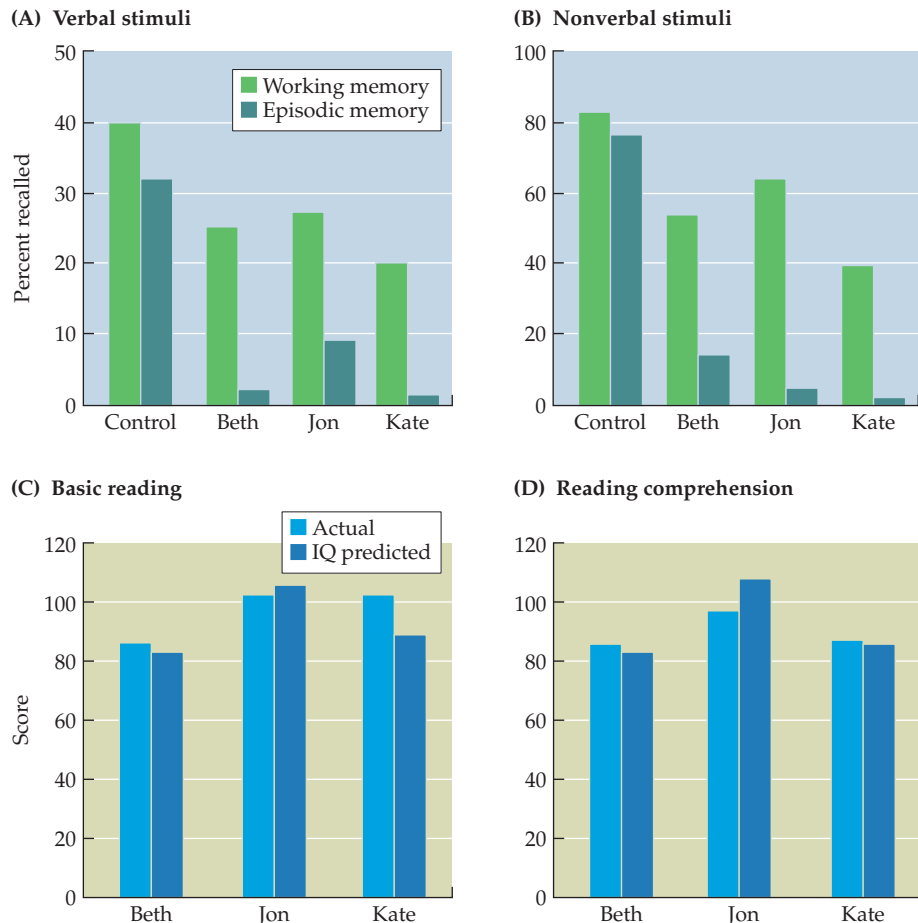 (A) Verbal stimuli
50
40
30
20
10
0
Percent recalled
Working memory
Episodic memory
Control Beth Jon Kate
(B) Nonverbal stimuli
100
80
60
40
20
0
Control Beth Jon Kate
(C) Basic reading
120
100
80
60
40
20
0
Score
Actual
IQ predicted
Beth Jon Kate
(D) Reading comprehension
120
100
80
60
40
20
0
Beth Jon Kate